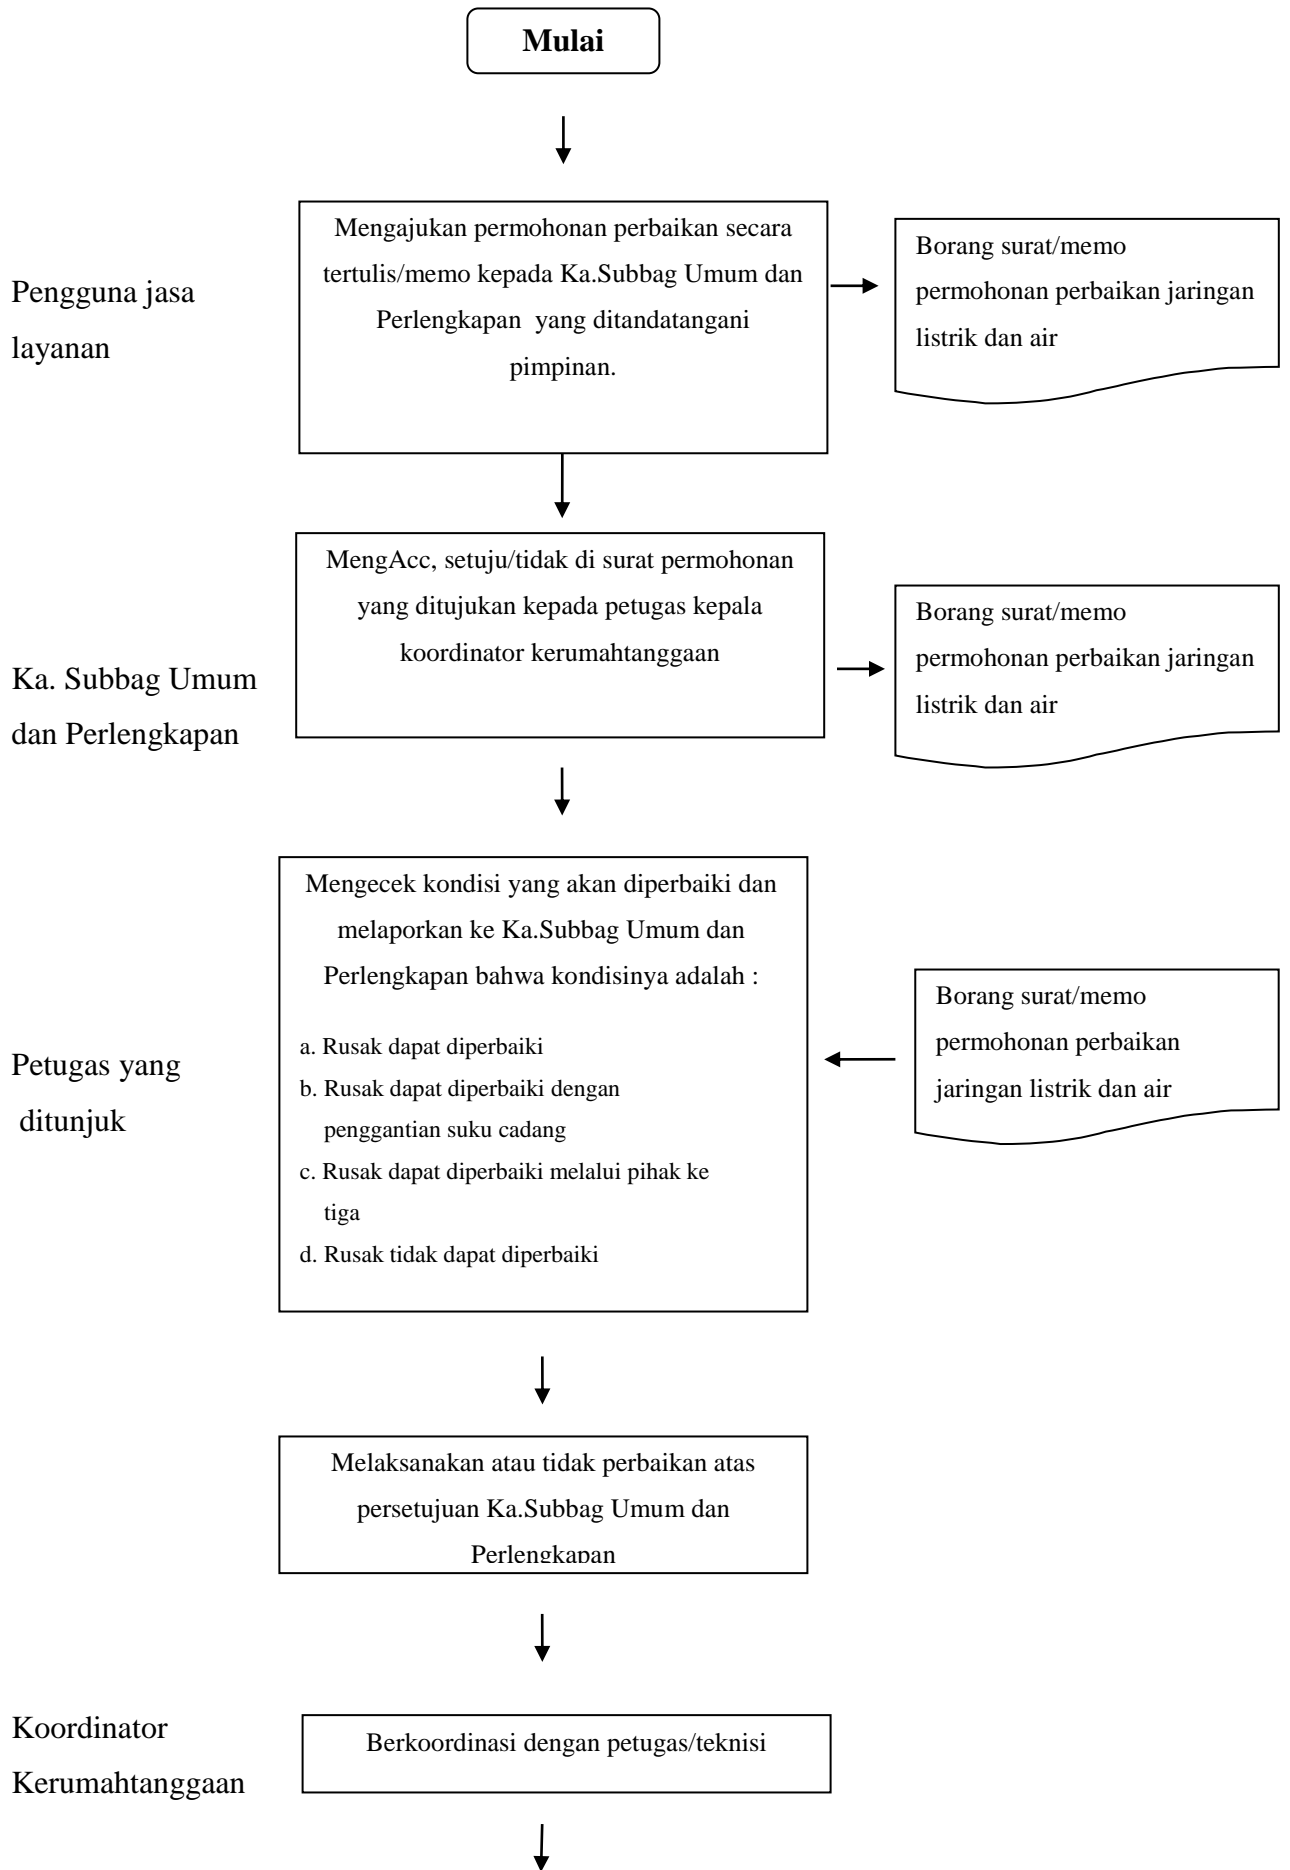 Mulai
Pengguna jasa
layanan
Mengajukan permohonan perbaikan secara
tertulis/memo kepada Ka.Subbag Umum dan
Perlengkapan yang ditandatangani
pimpinan.
Borang surat/memo
permohonan perbaikan jaringan
listrik dan air
Ka. Subbag Umum
dan Perlengkapan
MengAcc, setuju/tidak di surat permohonan
yang ditujukan kepada petugas kepala
koordinator kerumahtanggaan
Borang surat/memo
permohonan perbaikan jaringan
listrik dan air
Petugas yang
ditunjuk
Mengecek kondisi yang akan diperbaiki dan
melaporkan ke Ka.Subbag Umum dan
Perlengkapan bahwa kondisinya adalah :
a. Rusak dapat diperbaiki
b. Rusak dapat diperbaiki dengan
penggantian suku cadang
c. Rusak dapat diperbaiki melalui pihak ke
tiga
d. Rusak tidak dapat diperbaiki
Borang surat/memo
permohonan perbaikan
jaringan listrik dan air
Melaksanakan atau tidak perbaikan atas
persetujuan Ka.Subbag Umum dan
Perlengkapan
Koordinator
Kerumahtanggaan
Berkoordinasi dengan petugas/teknisi